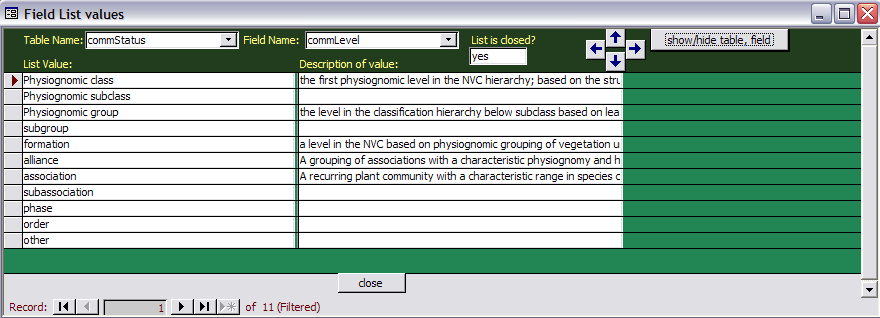 Field List values
Table Name: commStatus Field Name: commLevel List is closed? yes show/hide table, field
List Value: Description of value:
Physiognomic class the first physiognomic level in the NVC hierarchy; based on the stru
Physiognomic subclass
Physiognomic group the level in the classification hierarchy below subclass based on lea
subgroup
formation a level in the NVC based on physiognomic grouping of vegetation u
alliance A grouping of associations with a characteristic physiognomy and h
association A recurring plant community with a characteristic range in species c
subassociation
phase
order
other
close
Record: 1 of 11 (Filtered)